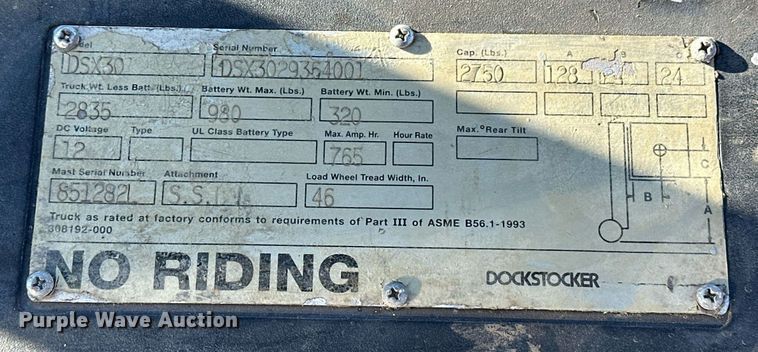 Serial Number Cap. (Lbs.) A
DSX30 DSX3029364001 2750 128 24
Truck Wt. Less Batt. (Lbs.) Battery Wt. Max. (Lbs.) Battery Wt. Min. (Lbs.)
2835 980 320
DC Voltage Type UL Class Battery Type Max. Amp. Hr. Hour Rate Max.° Rear Tilt
12 765
Mast Serial Number Attachment Load Wheel Tread Width, In.
851282 46
C
B
A
Truck as rated at factory conforms to requirements of Part III of ASME B56.1-1993
308192-000
NO RIDING DOCKSTOCKER
Purple Wave Auction